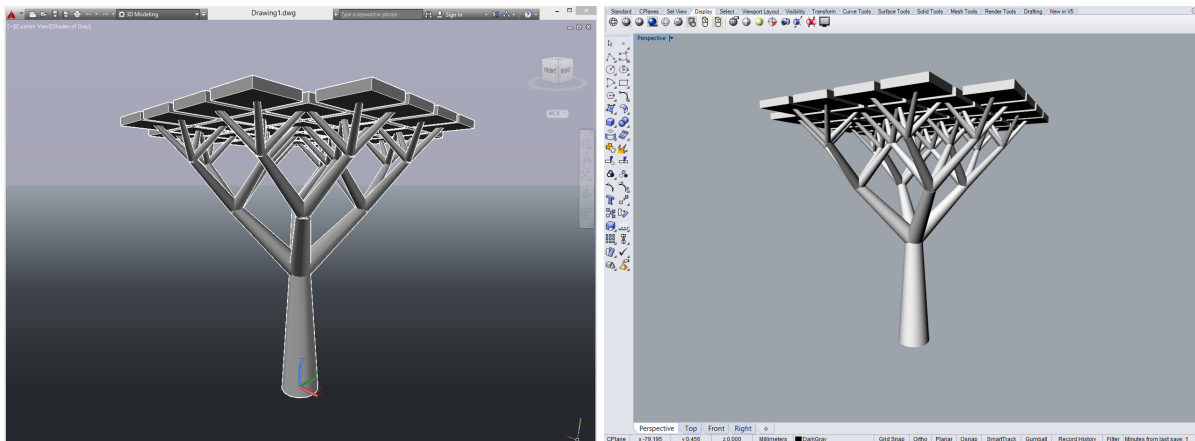 3D Modeling
Drawing1.dwg
Type a keyword or phrase
Sign In
[+][Custom View][Shades of Gray]
FRONT RIGHT
WCS
Standard CPlanes Set View Display Select Viewport Layout Visibility Transform Curve Tools Surface Tools Solid Tools Mesh Tools Render Tools Drafting New in V5
Perspective
Perspective Top Front Right
CPlane x -79.195 y 0.456 z 0.000 Millimeters DarkGray Grid Snap Ortho Planar Osnap SmartTrack Gumball Record History Filter Minutes from last save: 1